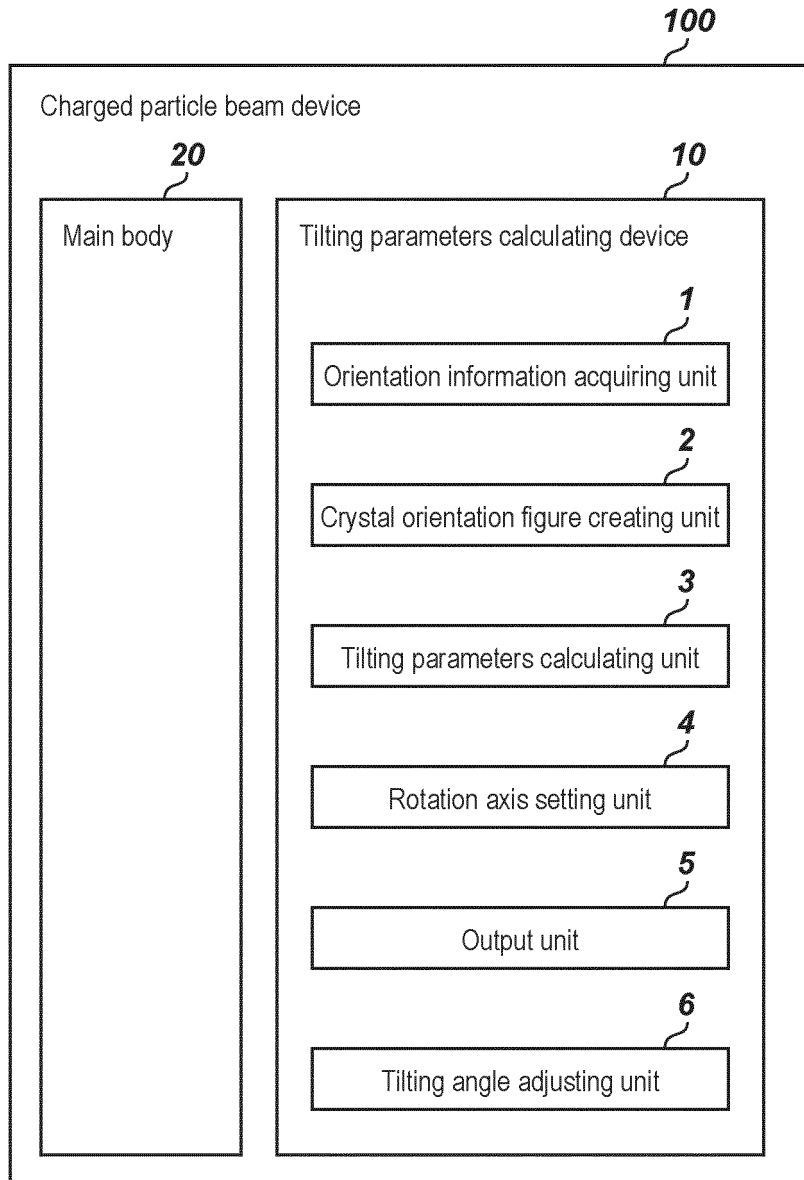 100
Charged particle beam device
20
Main body
10
Tilting parameters calculating device
1
Orientation information acquiring unit
2
Crystal orientation figure creating unit
3
Tilting parameters calculating unit
4
Rotation axis setting unit
5
Output unit
6
Tilting angle adjusting unit